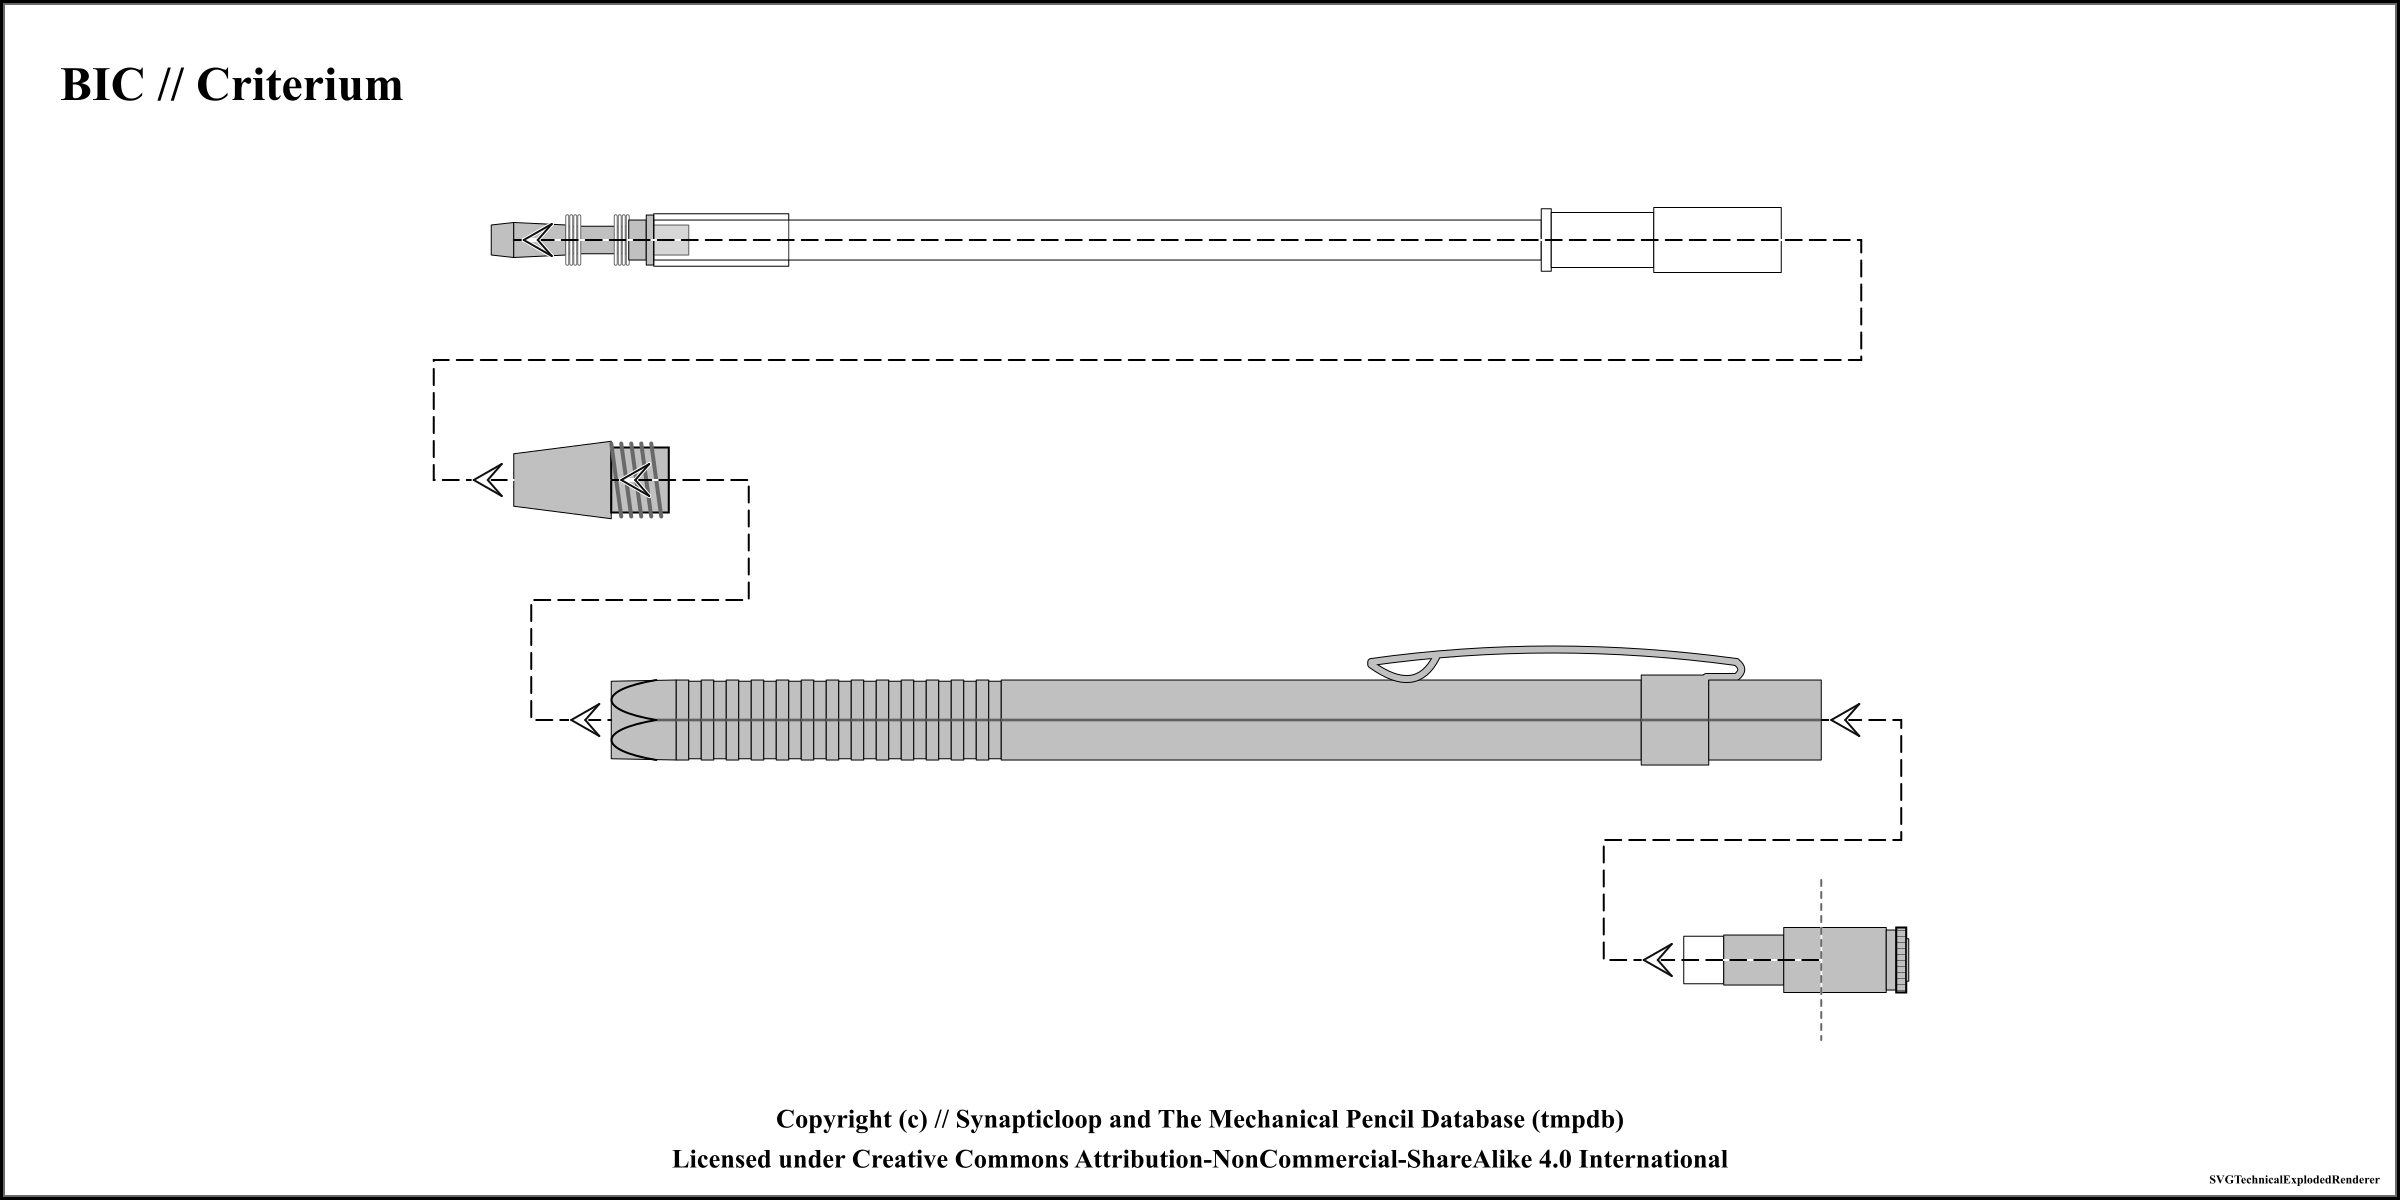 BIC // Criterium
Copyright (c) // Synapticloop and The Mechanical Pencil Database (tmpdb)
Licensed under Creative Commons Attribution-NonCommercial-ShareAlike 4.0 International
SVGTechnicalExplodedRenderer